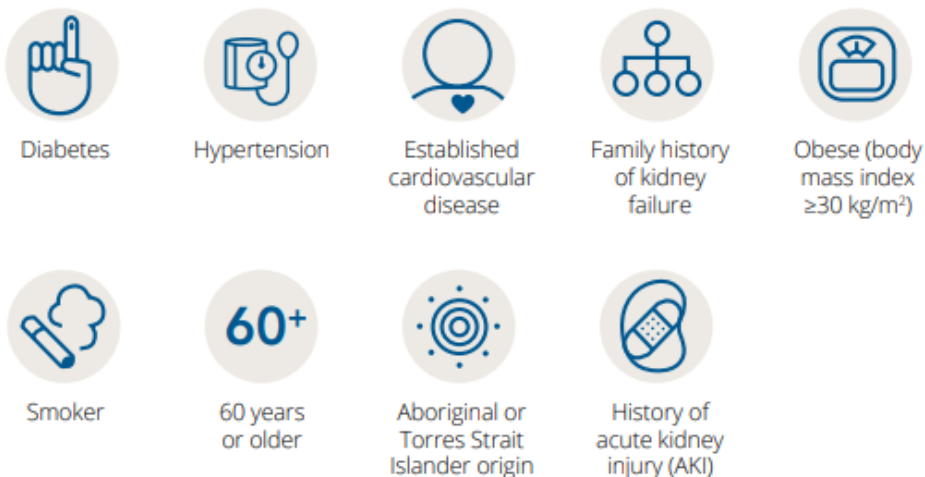 Diabetes
Hypertension
Established
cardiovascular
disease
Family history
of kidney
failure
Obese (body
mass index
≥30 kg/m²)
Smoker
60+
60 years
or older
Aboriginal or
Torres Strait
Islander origin
History of
acute kidney
injury (AKI)